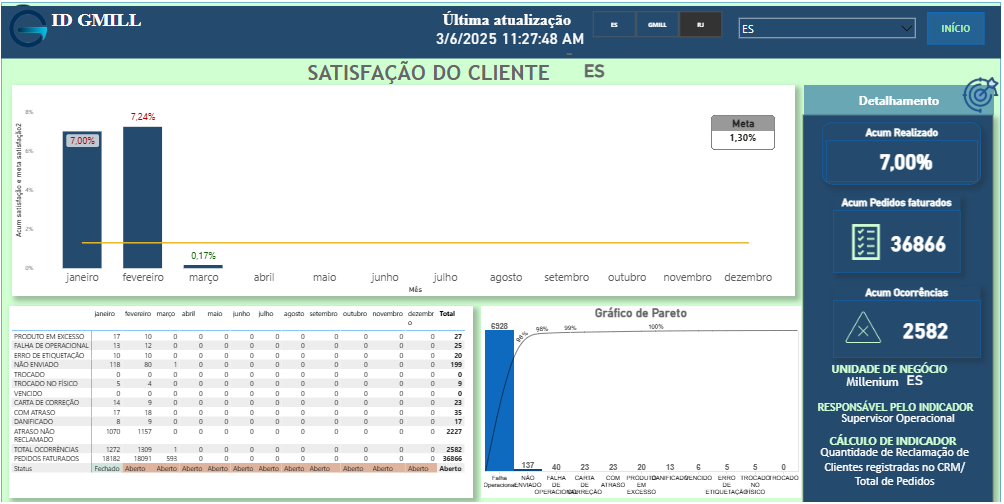 ID GMILL
Última atualização
3/6/2025 11:27:48 AM
ES
GMILL
RJ
ES
INÍCIO
SATISFAÇÃO DO CLIENTE ES
Acum satisfação e meta satisfação2
8%
6%
4%
2%
0%
7,00%
7,24%
0,17%
Meta
1,30%
janeiro fevereiro março abril maio junho julho agosto setembro outubro novembro dezembro
Mês
Detalhamento
Acum Realizado
7,00%
Acum Pedidos faturados
36866
Acum Ocorrências
2582
UNIDADE DE NEGÓCIO
Millenium ES
RESPONSÁVEL PELO INDICADOR
Supervisor Operacional
CÁLCULO DE INDICADOR
Quantidade de Reclamação de
Clientes registradas no CRM/
Total de Pedidos
janeiro fevereiro março abril maio junho julho agosto setembro outubro novembro dezembr Total
o
PRODUTO EM EXCESSO 17 10 0 0 0 0 0 0 0 0 0 0 27
FALHA DE OPERACIONAL 13 12 0 0 0 0 0 0 0 0 0 0 25
ERRO DE ETIQUETAÇÃO 10 10 0 0 0 0 0 0 0 0 0 0 20
NÃO ENVIADO 118 80 1 0 0 0 0 0 0 0 0 0 199
TROCADO 0 0 0 0 0 0 0 0 0 0 0 0 0
TROCADO NO FÍSICO 5 4 0 0 0 0 0 0 0 0 0 0 9
VENCIDO 0 0 0 0 0 0 0 0 0 0 0 0 0
CARTA DE CORREÇÃO 14 9 0 0 0 0 0 0 0 0 0 0 23
COM ATRASO 17 18 0 0 0 0 0 0 0 0 0 0 35
DANIFICADO 8 9 0 0 0 0 0 0 0 0 0 0 17
ATRASO NÃO 1070 1157 0 0 0 0 0 0 0 0 0 0 2227
RECLAMADO
TOTAL OCORRÊNCIAS 1272 1309 1 0 0 0 0 0 0 0 0 0 2582
PEDIDOS FATURADOS 18182 18091 593 0 0 0 0 0 0 0 0 0 36866
Status Fechado Aberto Aberto Aberto Aberto Aberto Aberto Aberto Aberto Aberto Aberto Aberto Aberto
Gráfico de Pareto
6928
96%
98%
99%
100%
137 40 23 23 20 13 6 5 5 0
Falha NÃO FALHA CARTA COM PRODUTO DANIFICADO VENCIDO ERRO TROCADO TROCADO
Operacional ENVIADO DE DE ATRASO EM DE NO
OPERACIONAL CORREÇÃO EXCESSO ETIQUETAÇÃO FÍSICO